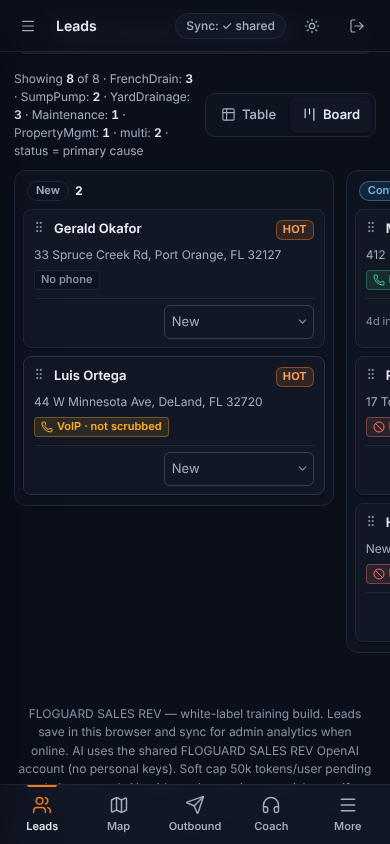 Leads
Sync: ✓ shared
Showing 8 of 8 · FrenchDrain: 3
· SumpPump: 2 · YardDrainage:
3 · Maintenance: 1 ·
PropertyMgmt: 1 · multi: 2 ·
status = primary cause
Table
Board
New 2
Gerald Okafor
HOT
33 Spruce Creek Rd, Port Orange, FL 32127
No phone
New
Luis Ortega
HOT
44 W Minnesota Ave, DeLand, FL 32720
VoIP · not scrubbed
New
412
4d in
17
New
FLOGUARD SALES REV — white-label training build. Leads
save in this browser and sync for admin analytics when
online. AI uses the shared FLOGUARD SALES REV OpenAI
account (no personal keys). Soft cap 50k tokens/user pending
Leads
Map
Outbound
Coach
More